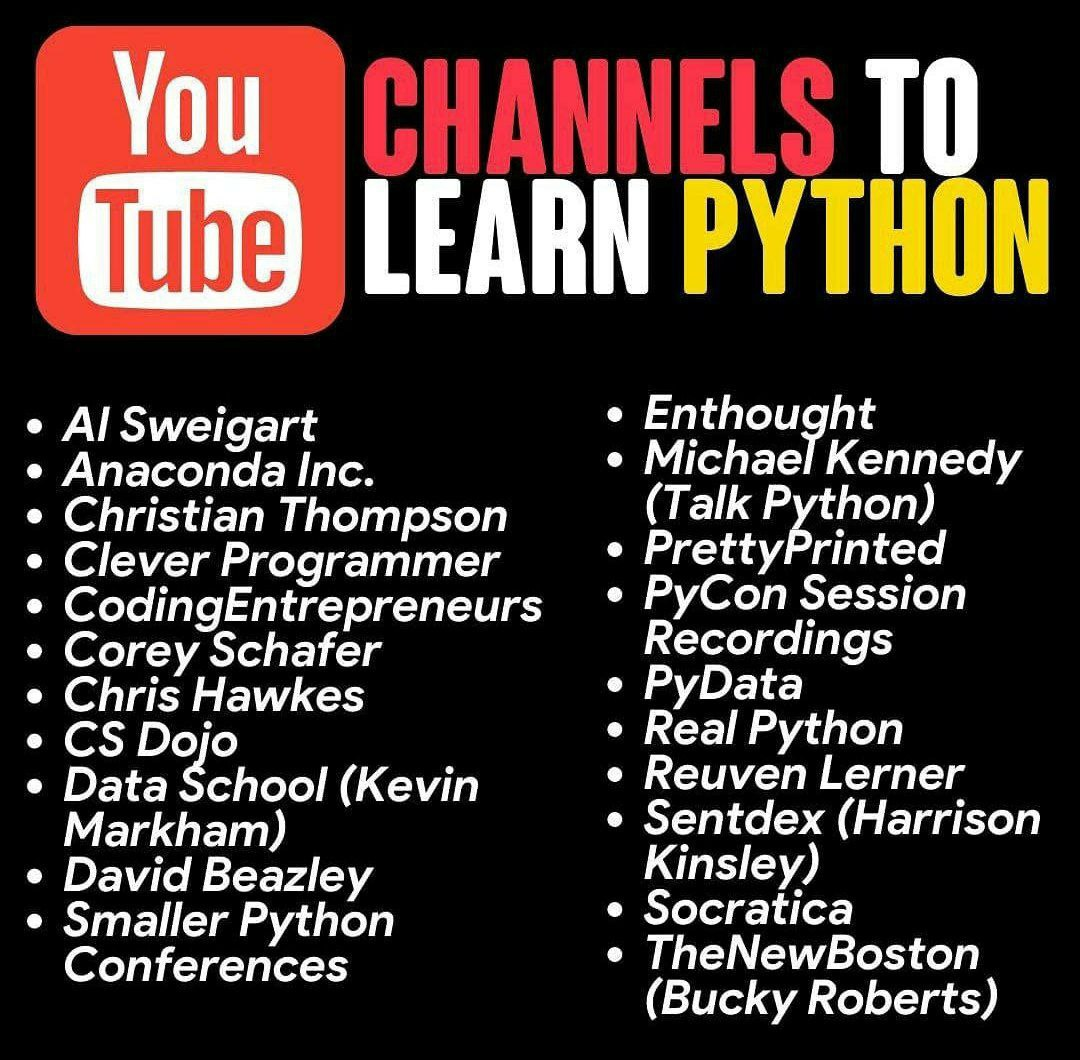 You
Tube
CHANNELS TO
LEARN PYTHON
• Al Sweigart
• Anaconda Inc.
• Christian Thompson
• Clever Programmer
• CodingEntrepreneurs
• Corey Schafer
• Chris Hawkes
• CS Dojo
• Data School (Kevin
Markham)
• David Beazley
• Smaller Python
Conferences
• Enthought
• Michael Kennedy
(Talk Python)
• PrettyPrinted
• PyCon Session
Recordings
• PyData
• Real Python
• Reuven Lerner
• Sentdex (Harrison
Kinsley)
• Socratica
• TheNewBoston
(Bucky Roberts)